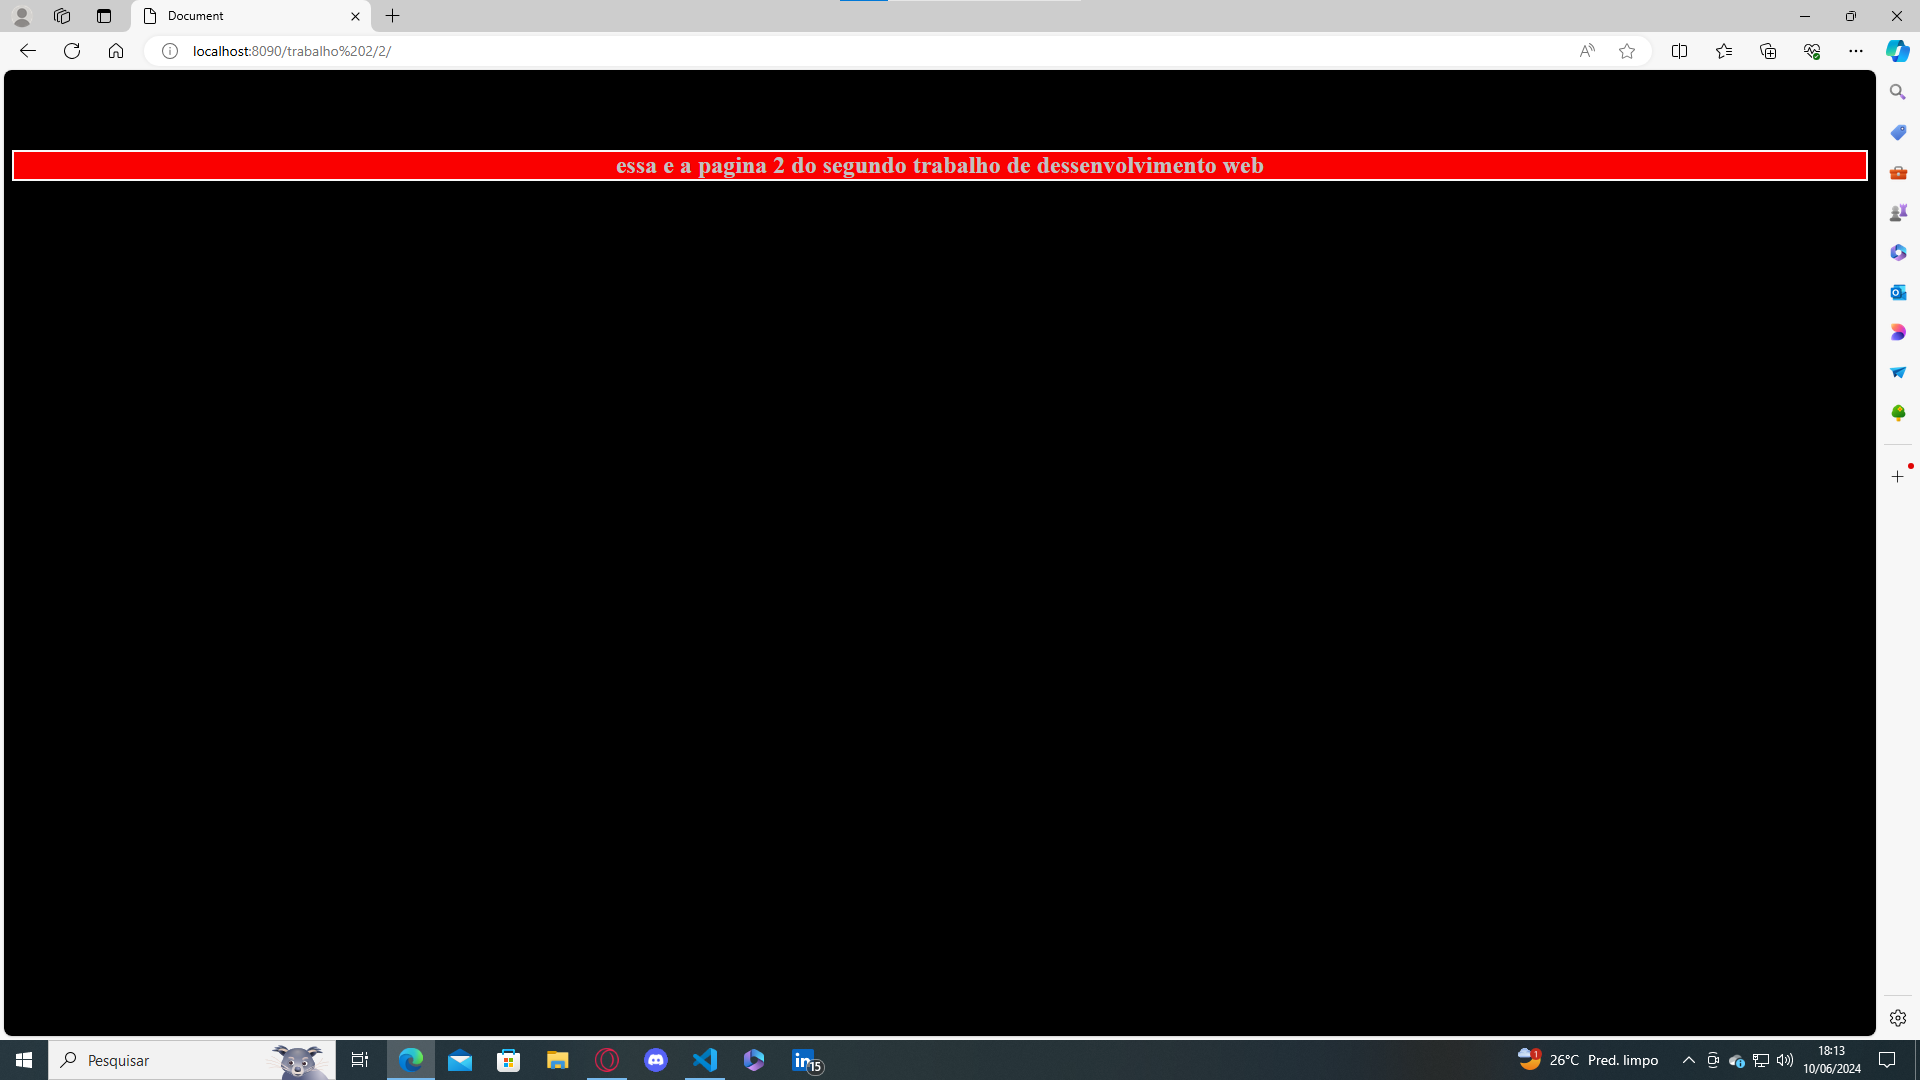 Document
localhost:8090/trabalho%202/2/
essa e a pagina 2 do segundo trabalho de dessenvolvimento web
Pesquisar
15
1
26°C Pred. limpo
18:13
10/06/2024